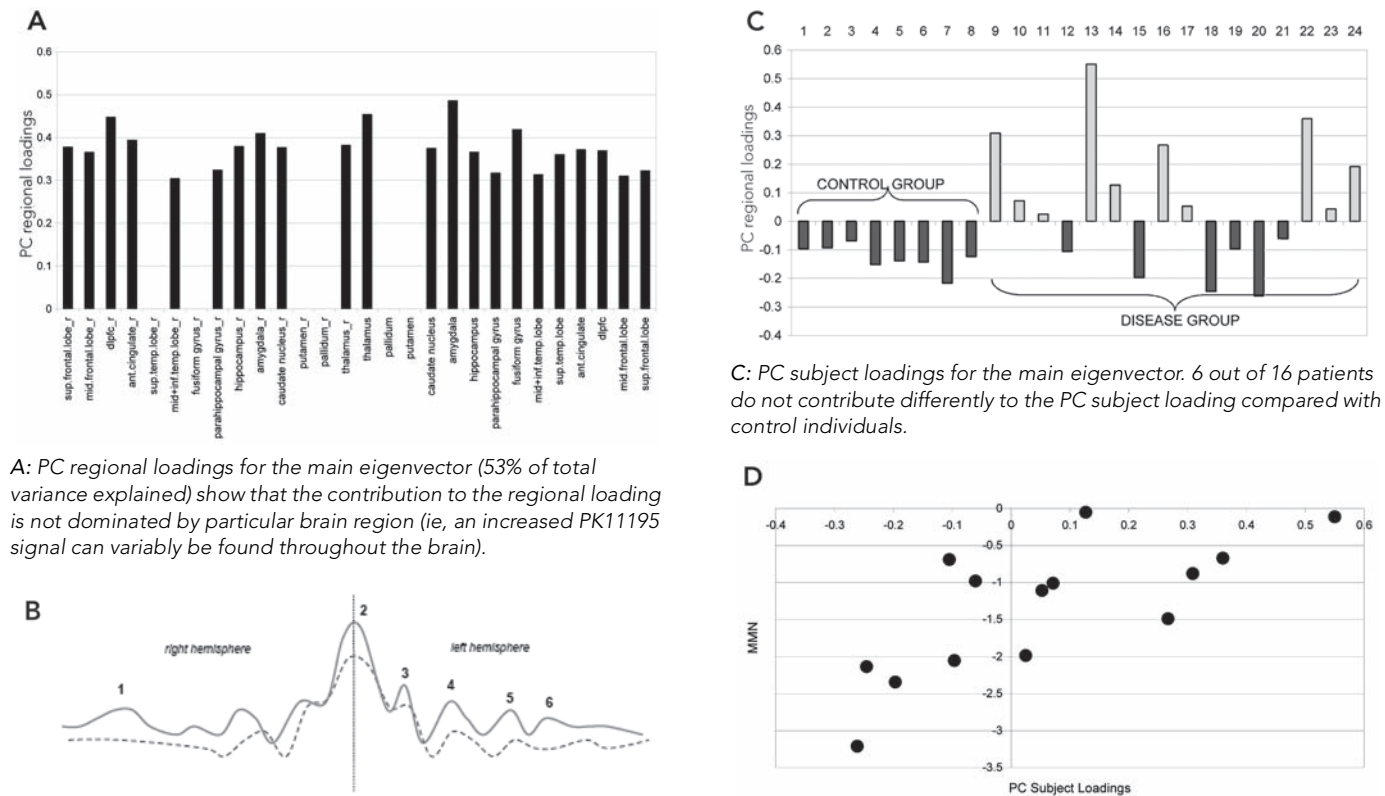 A
0.6
0.5
0.4
0.3
0.2
0.1
0
PC regional loadings
sup.frontal.lobe_r
mid.frontal.lobe_r
dlpfc_r
ant.cingulate_r
sup.temp.lobe_r
mid+inf.temp.lobe_r
fusiform gyrus_r
parahippocampal gyrus_r
hippocampus_r
amygdala_r
caudate nucleus_r
putamen_r
pallidum_r
thalamus_r
thalamus
pallidum
putamen
caudate nucleus
amygdala
hippocampus
parahippocampal gyrus
fusiform gyrus
mid+inf.temp.lobe
sup.temp.lobe
ant.cingulate
dlpfc
mid.frontal.lobe
sup.frontal.lobe
A: PC regional loadings for the main eigenvector (53% of total
variance explained) show that the contribution to the regional loading
is not dominated by particular brain region (ie, an increased PK11195
signal can variably be found throughout the brain).
B
right hemisphere
left hemisphere
1
2
3
4
5
6
C
1 2 3 4 5 6 7 8 9 10 11 12 13 14 15 16 17 18 19 20 21 22 23 24
0.6
0.5
0.4
0.3
0.2
0.1
0
-0.1
-0.2
-0.3
-0.4
PC regional loadings
CONTROL GROUP
DISEASE GROUP
C: PC subject loadings for the main eigenvector. 6 out of 16 patients
do not contribute differently to the PC subject loading compared with
control individuals.
D
-0.4 -0.3 -0.2 -0.1 0 0.1 0.2 0.3 0.4 0.5 0.6
0
-0.5
-1
-1.5
-2
-2.5
-3
-3.5
MMN
PC Subject Loadings